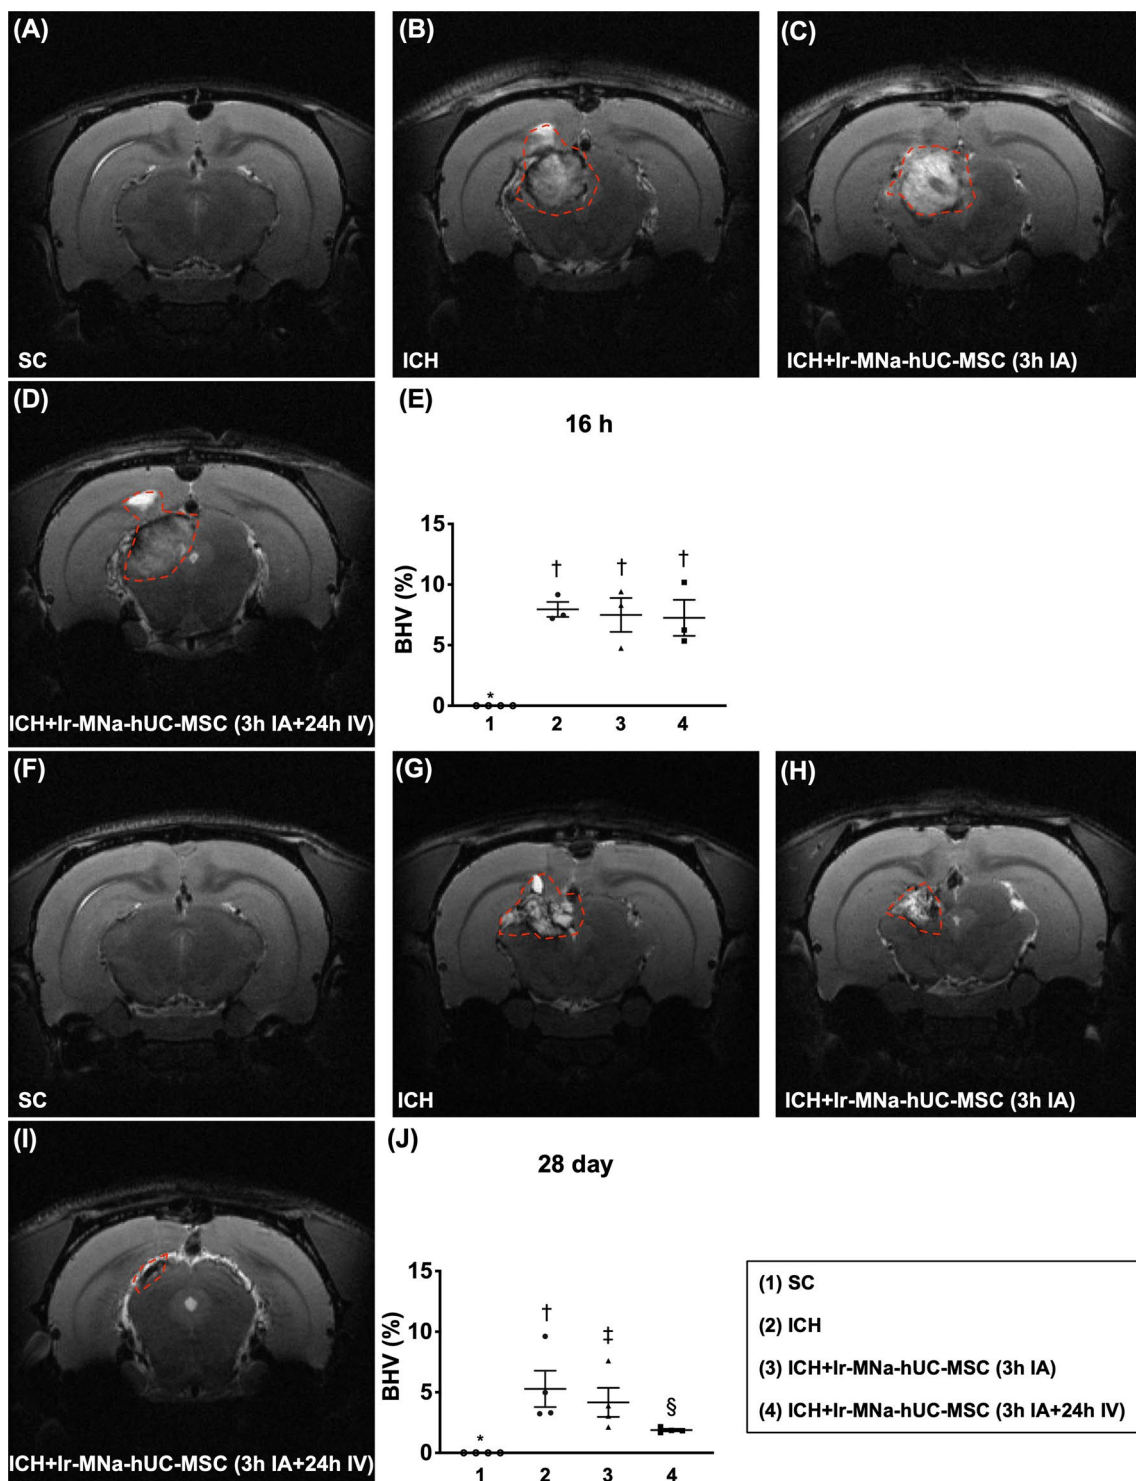 (A)
SC
(B)
ICH
(C)
ICH+Ir-MNa-hUC-MSC (3h IA)
(D)
ICH+Ir-MNa-hUC-MSC (3h IA+24h IV)
(E)
16 h
BHV (%)
15
10
5
0
* † † †
1 2 3 4
(F)
SC
(G)
ICH
(H)
ICH+Ir-MNa-hUC-MSC (3h IA)
(I)
ICH+Ir-MNa-hUC-MSC (3h IA+24h IV)
(J)
28 day
BHV (%)
15
10
5
0
* † ‡ §
1 2 3 4
(1) SC
(2) ICH
(3) ICH+Ir-MNa-hUC-MSC (3h IA)
(4) ICH+Ir-MNa-hUC-MSC (3h IA+24h IV)